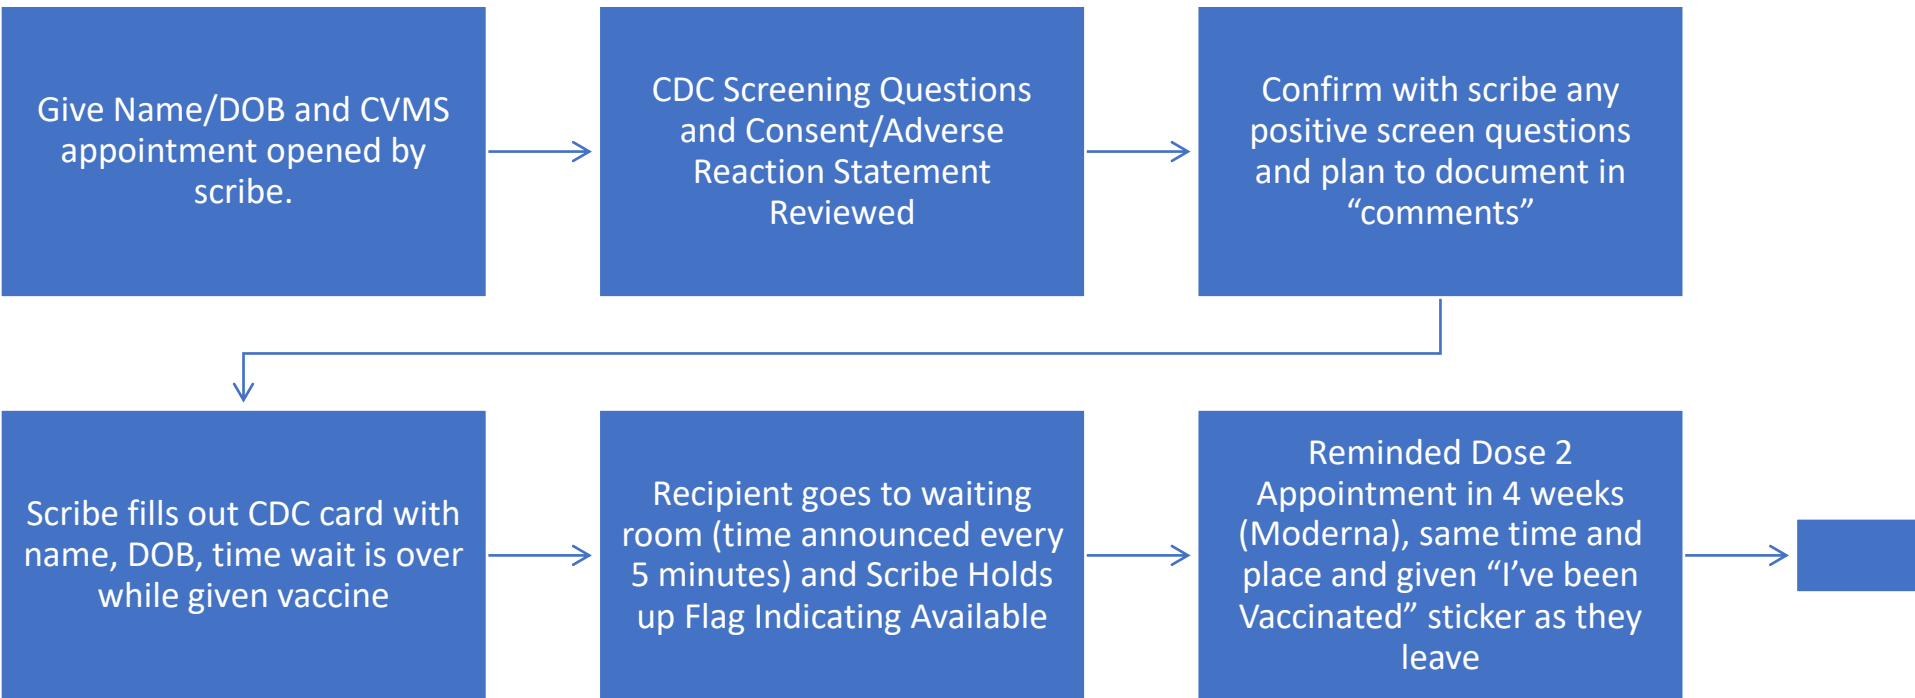 Give Name/DOB and CVMS
appointment opened by
scribe.
CDC Screening Questions
and Consent/Adverse
Reaction Statement
Reviewed
Confirm with scribe any
positive screen questions
and plan to document in
“comments”
Scribe fills out CDC card with
name, DOB, time wait is over
while given vaccine
Recipient goes to waiting
room (time announced every
5 minutes) and Scribe Holds
up Flag Indicating Available
Reminded Dose 2
Appointment in 4 weeks
(Moderna), same time and
place and given “I’ve been
Vaccinated” sticker as they
leave